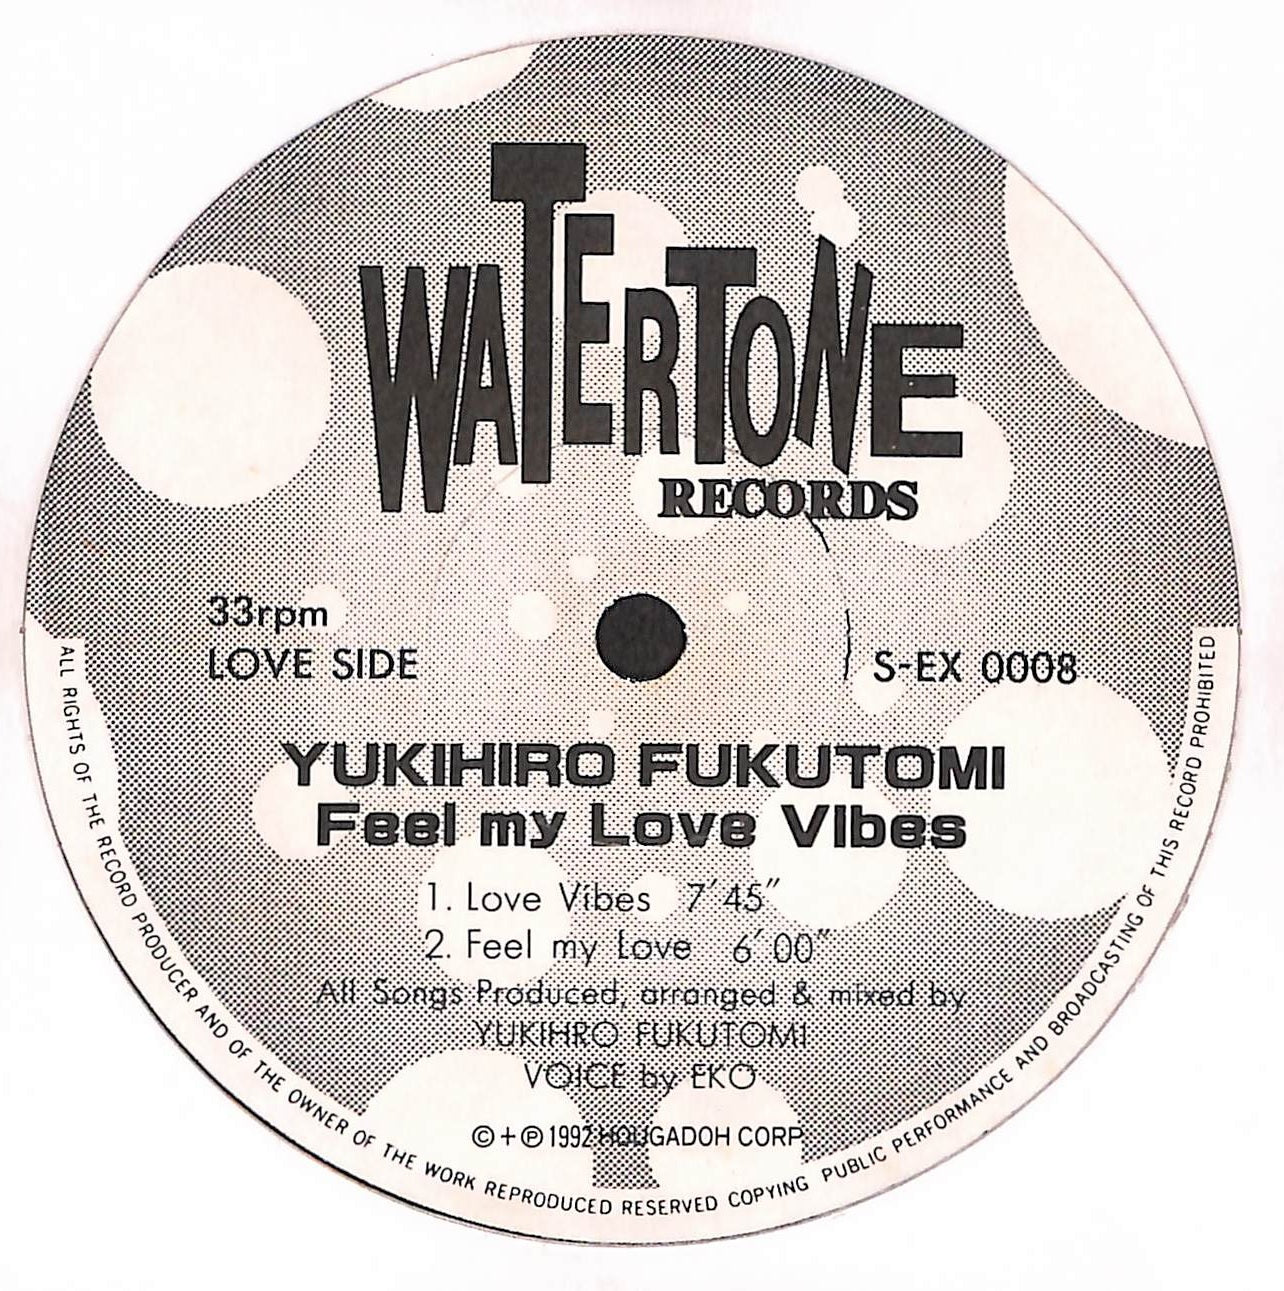 WATERTONE
RECORDS
33rpm
LOVE SIDE
S-EX 0008
YUKIHIRO FUKUTOMI
Feel my Love Vibes
1. Love Vibes 7′45″
2. Feel my Love 6′00″
All Songs Produced, arranged & mixed by
YUKIHRO FUKUTOMI
VOICE by EKO
©+℗1992 HOUGADOH CORP.
ALL RIGHTS OF THE RECORD PRODUCER AND OF THE OWNER OF THE WORK REPRODUCED RESERVED COPYING PUBLIC PERFORMANCE AND BROADCASTING OF THIS RECORD PROHIBITED